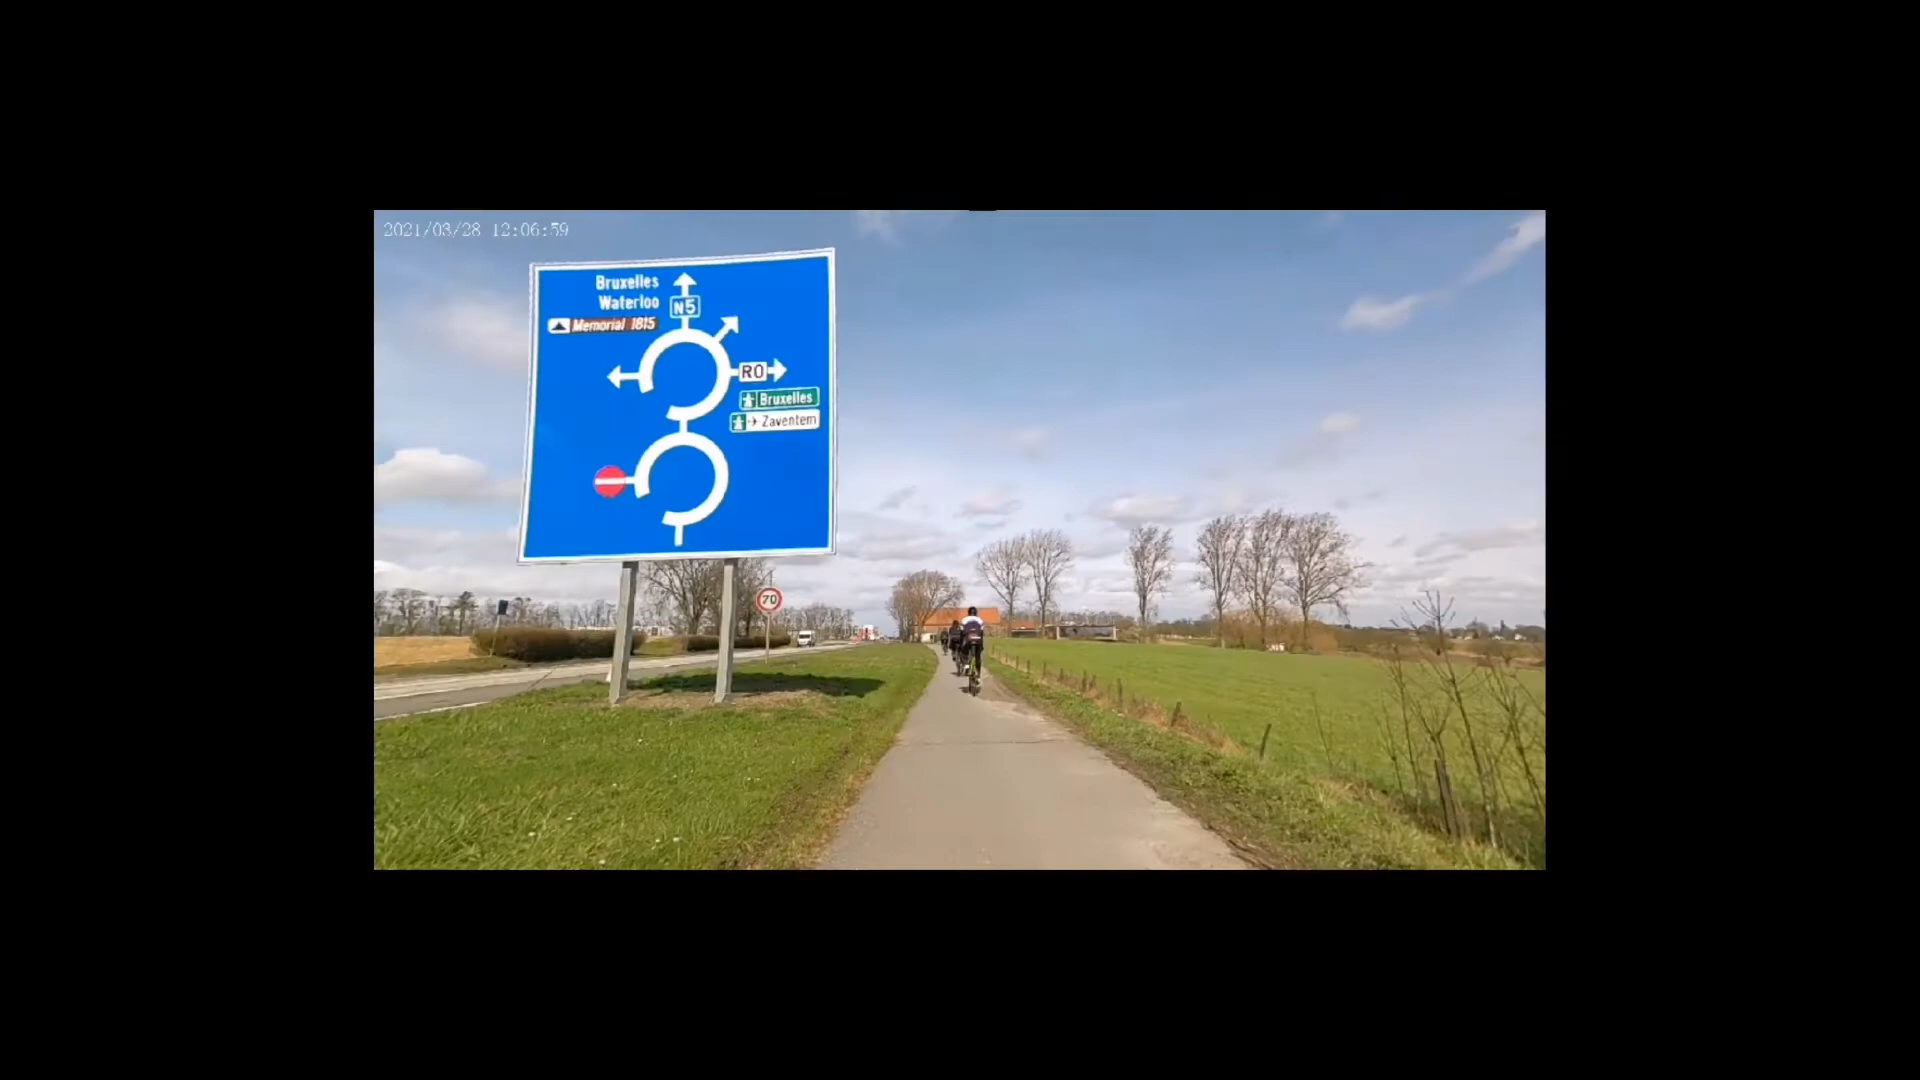 2021/03/28 12:06:59
Bruxelles
Waterloo
N5
Memorial 1815
R0
Bruxelles
Zaventem
70